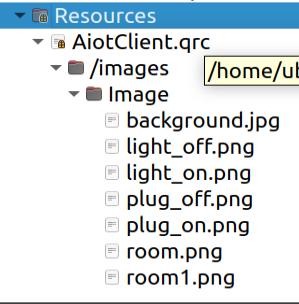 Resources
AiotClient.qrc
/images
/home/ub
Image
background.jpg
light_off.png
light_on.png
plug_off.png
plug_on.png
room.png
room1.png